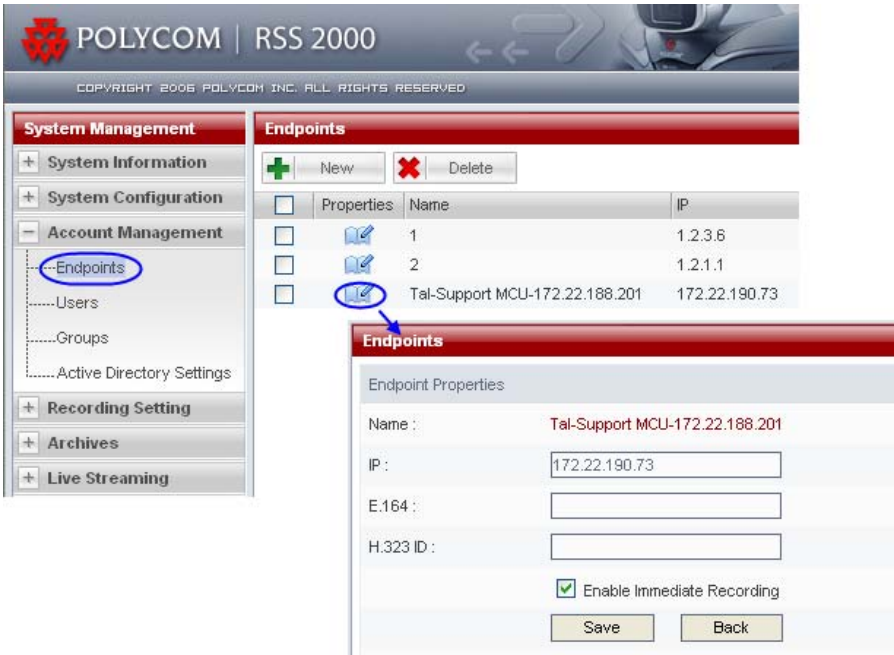 POLYCOM | RSS 2000
COPYRIGHT 2006 POLYCOM INC. ALL RIGHTS RESERVED
System Management
System Information
System Configuration
Account Management
Endpoints
Users
Groups
Active Directory Settings
Recording Setting
Archives
Live Streaming
Endpoints
New Delete
Properties Name IP
1 1.2.3.6
2 1.2.1.1
Tal-Support MCU-172.22.188.201 172.22.190.73
Endpoints
Endpoint Properties
Name : Tal-Support MCU-172.22.188.201
IP : 172.22.190.73
E.164 :
H.323 ID :
Enable Immediate Recording
Save Back